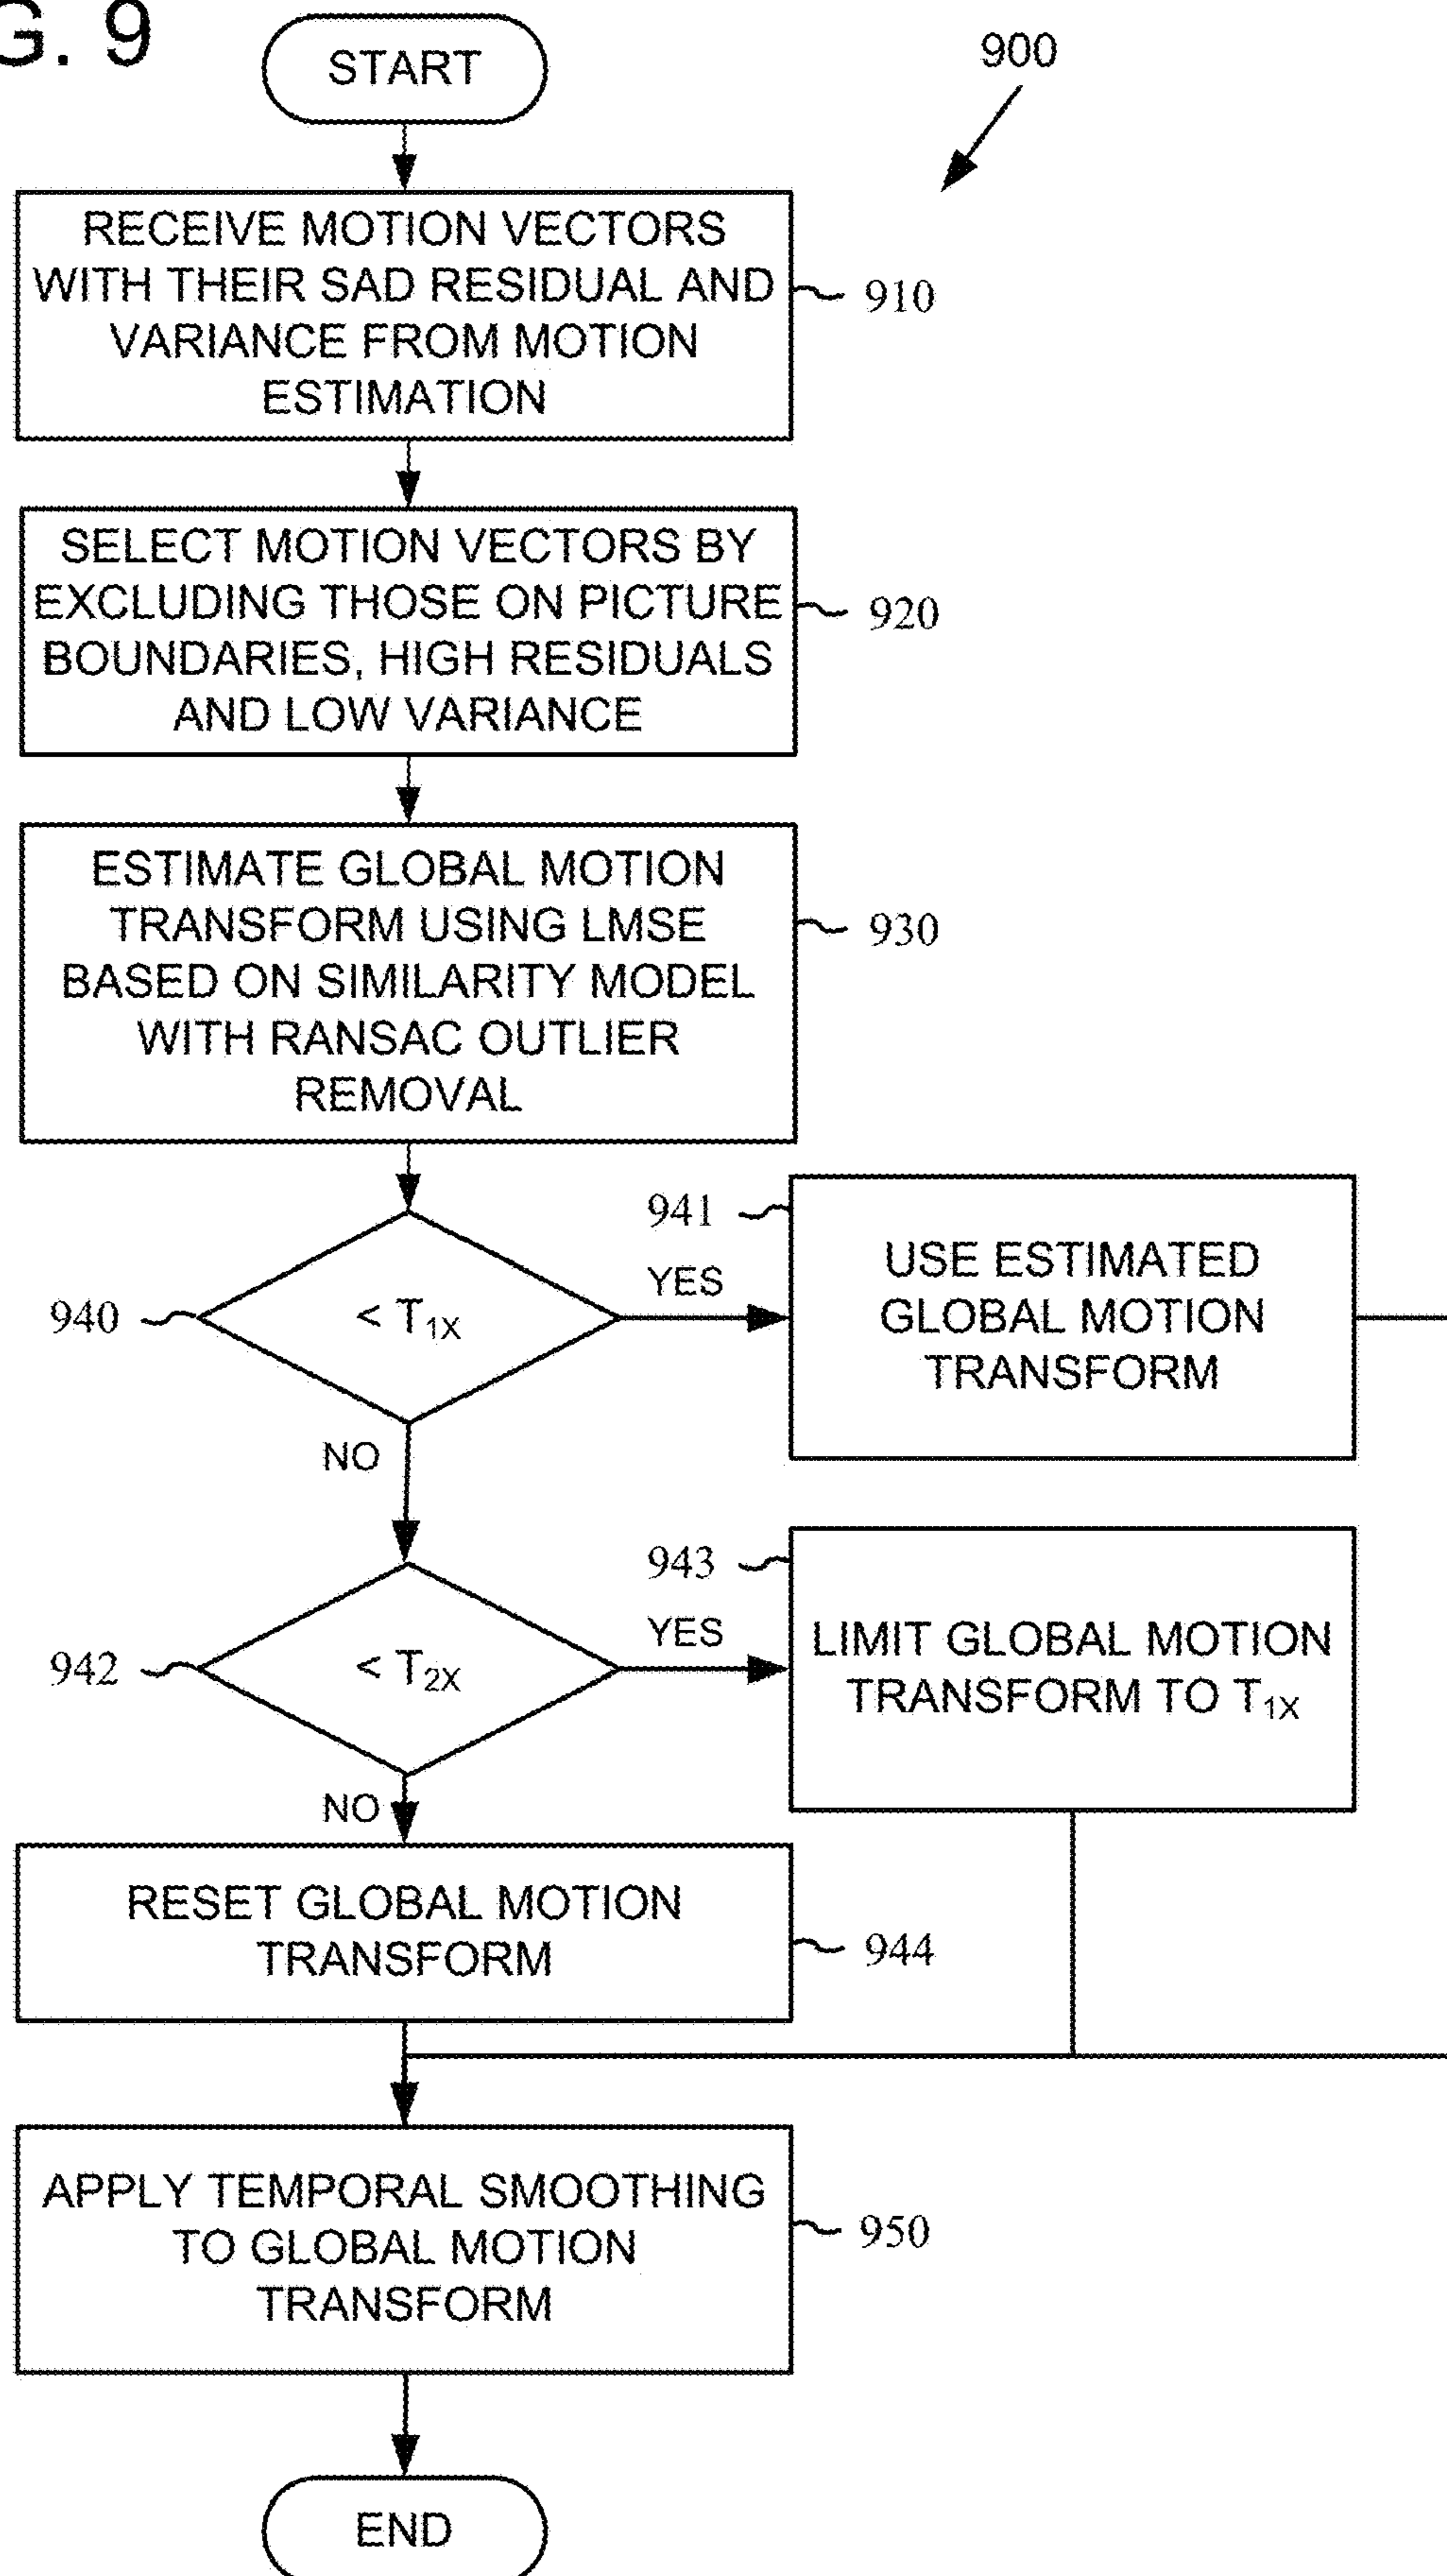 G. 9
START
900
RECEIVE MOTION VECTORS
WITH THEIR SAD RESIDUAL AND
VARIANCE FROM MOTION
ESTIMATION
910
SELECT MOTION VECTORS BY
EXCLUDING THOSE ON PICTURE
BOUNDARIES, HIGH RESIDUALS
AND LOW VARIANCE
920
ESTIMATE GLOBAL MOTION
TRANSFORM USING LMSE
BASED ON SIMILARITY MODEL
WITH RANSAC OUTLIER
REMOVAL
930
940
< T1X
YES
NO
941
USE ESTIMATED
GLOBAL MOTION
TRANSFORM
942
< T2X
YES
NO
943
LIMIT GLOBAL MOTION
TRANSFORM TO T1X
RESET GLOBAL MOTION
TRANSFORM
944
APPLY TEMPORAL SMOOTHING
TO GLOBAL MOTION
TRANSFORM
950
END